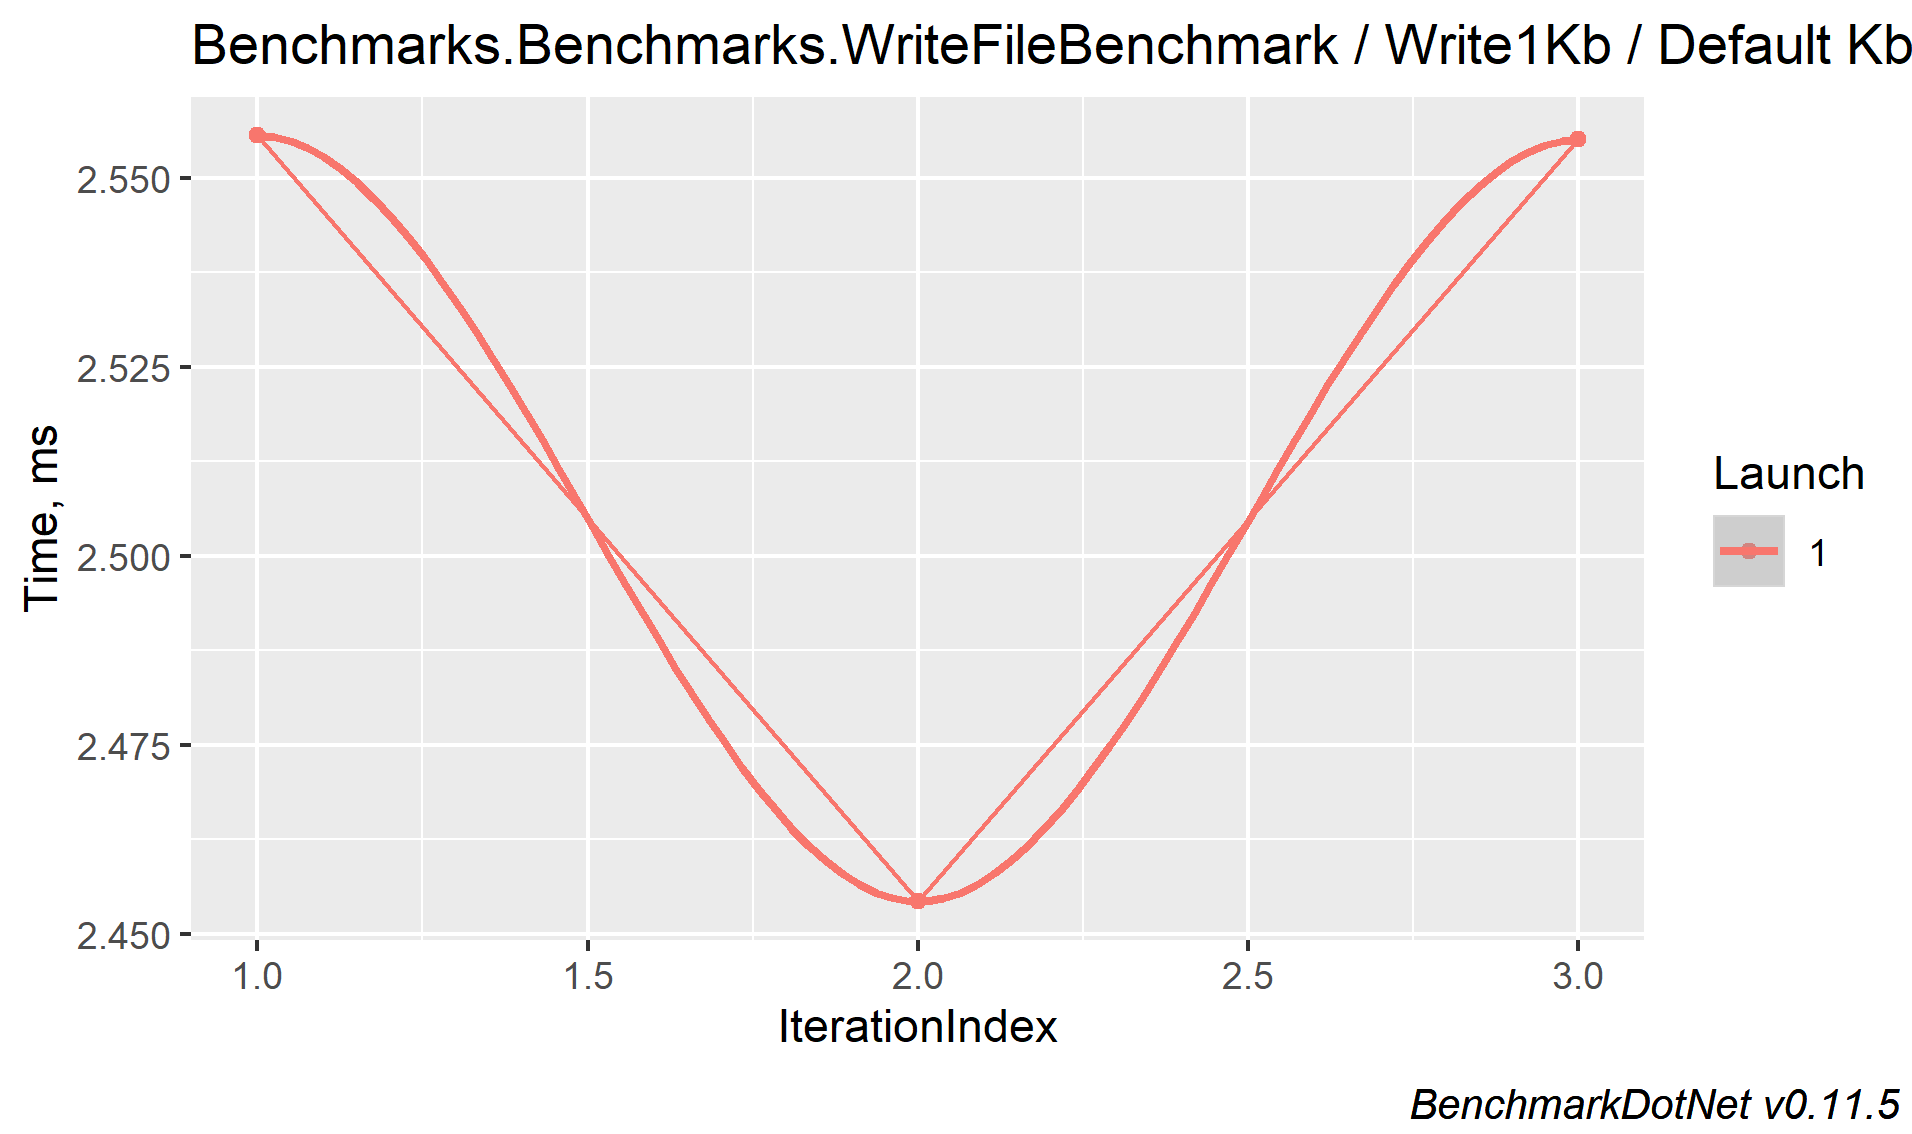 Benchmarks.Benchmarks.WriteFileBenchmark / Write1Kb / Default Kb
2.550
2.525
2.500
2.475
2.450
Time, ms
1.0 1.5 2.0 2.5 3.0
IterationIndex
Launch
1
BenchmarkDotNet v0.11.5